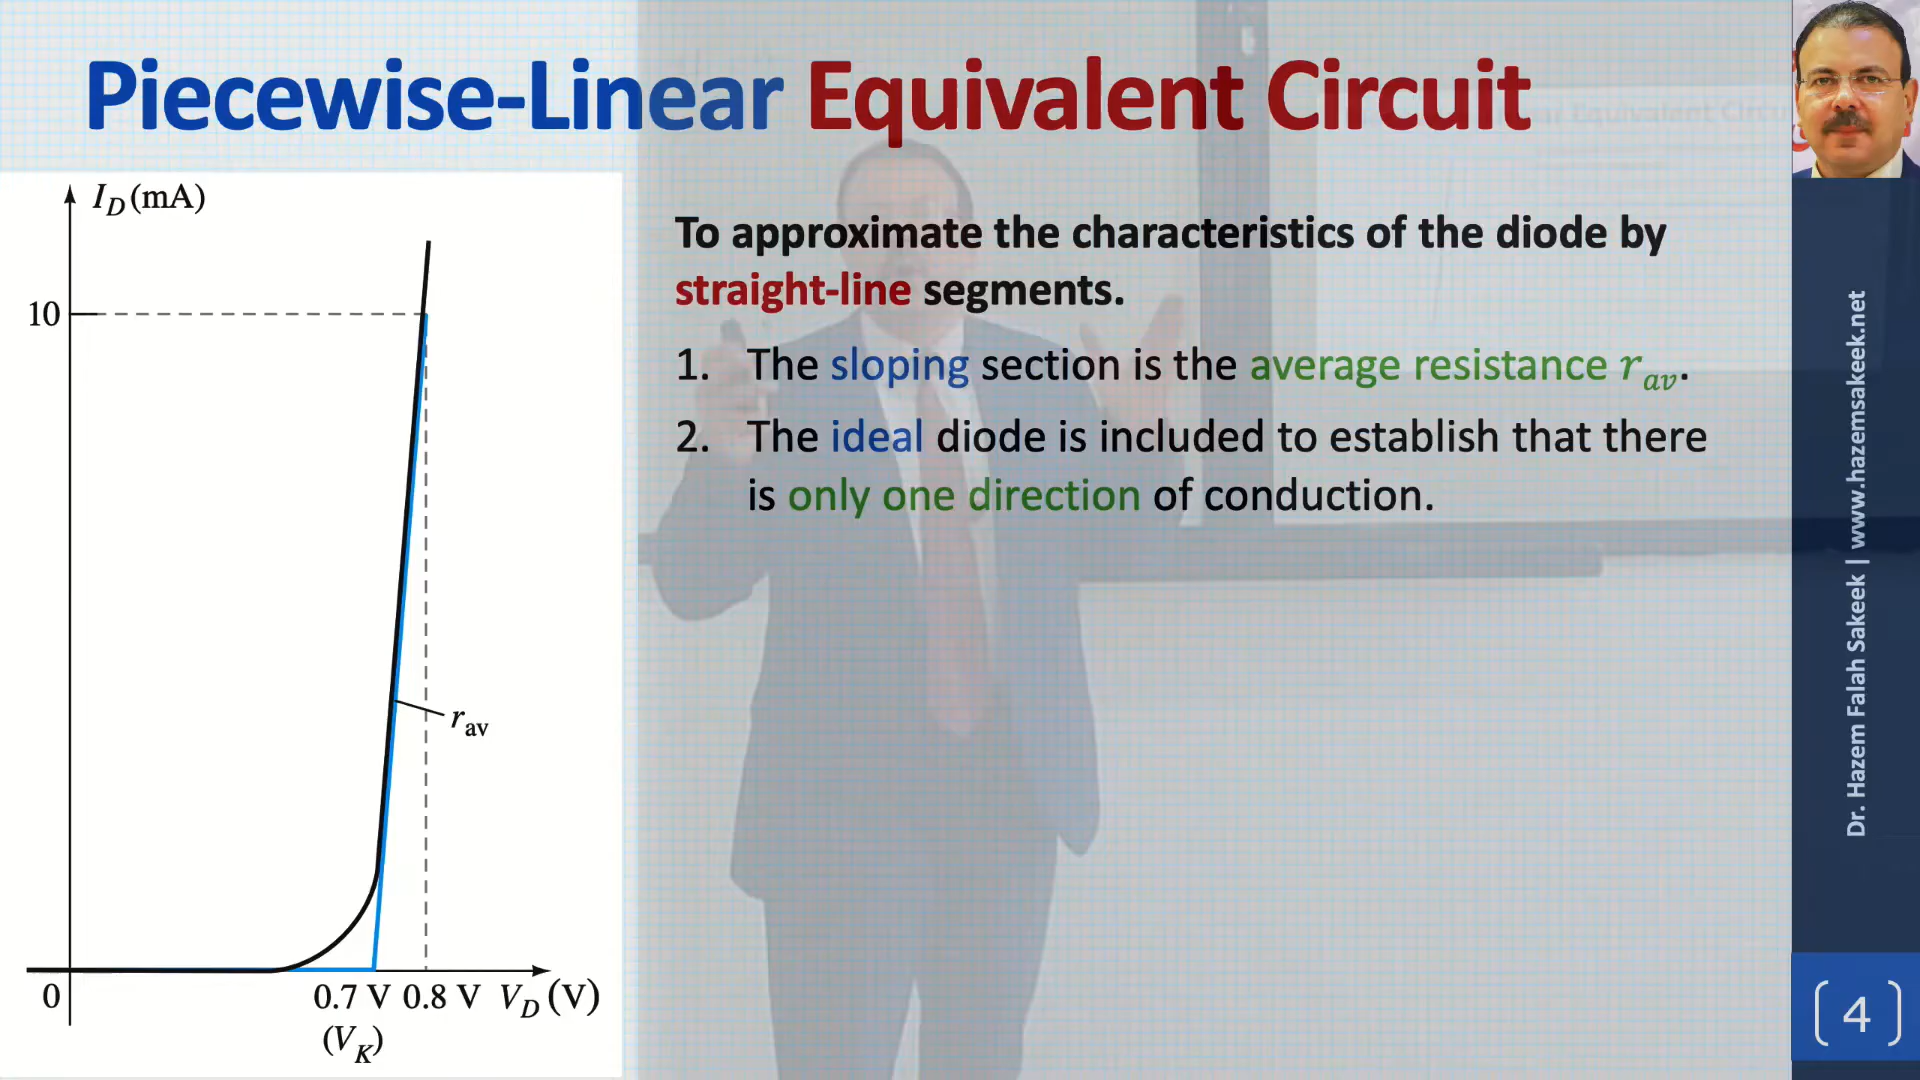 Piecewise-Linear Equivalent Circuit
I_D (mA)
10
r_av
0
0.7 V 0.8 V V_D (V)
(V_K)
To approximate the characteristics of the diode by
straight-line segments.
1. The sloping section is the average resistance r_av.
2. The ideal diode is included to establish that there
is only one direction of conduction.
Dr. Hazem Falah Sakeek | www.hazemsakeek.net
[4]